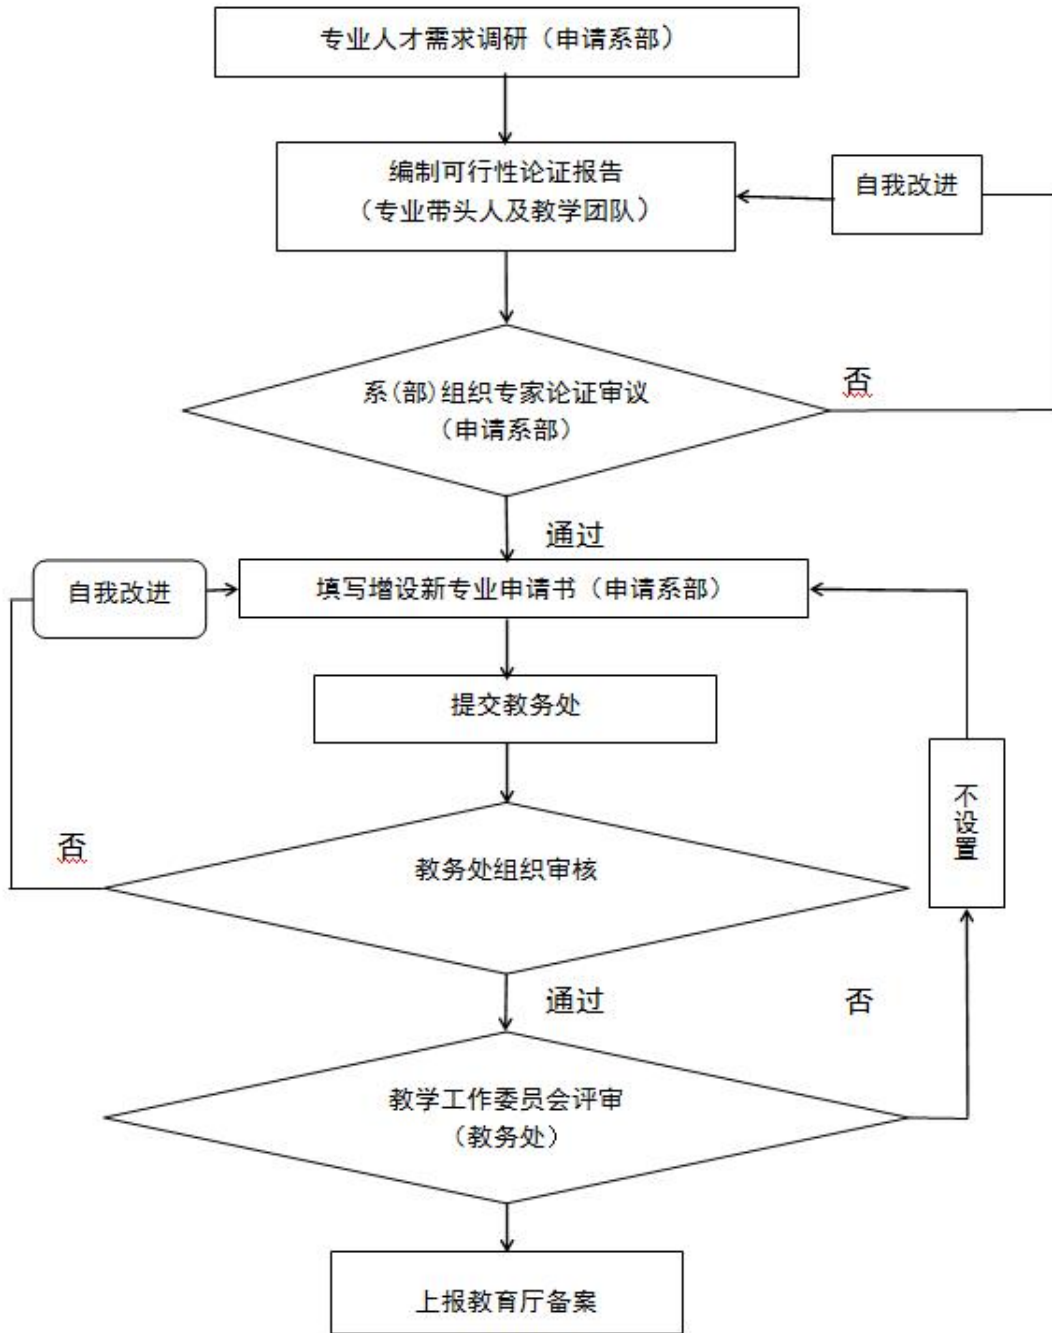 专业人才需求调研（申请系部）
编制可行性论证报告
（专业带头人及教学团队）
自我改进
系(部)组织专家论证审议
（申请系部）
否
通过
自我改进
填写增设新专业申请书（申请系部）
提交教务处
不设置
否
教务处组织审核
通过
否
教学工作委员会评审
（教务处）
上报教育厅备案